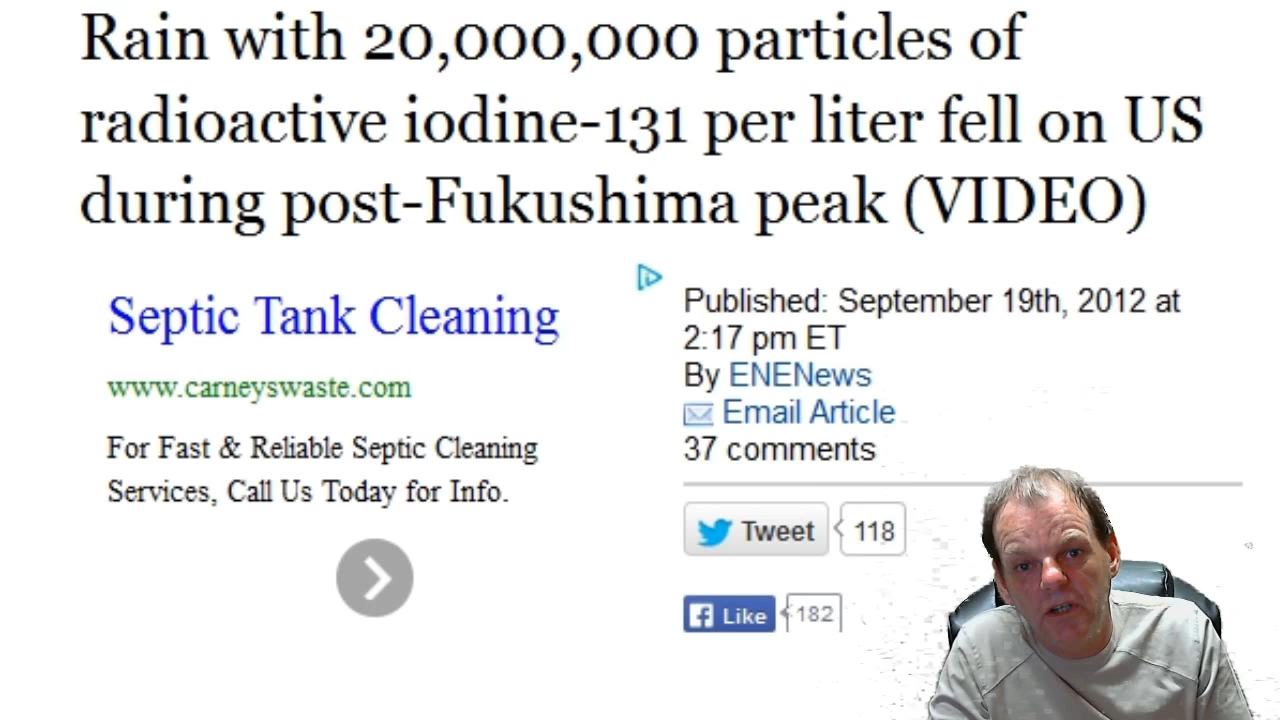 Rain with 20,000,000 particles of
radioactive iodine-131 per liter fell on US
during post-Fukushima peak (VIDEO)
Septic Tank Cleaning
www.carneyswaste.com
For Fast & Reliable Septic Cleaning
Services, Call Us Today for Info.
Published: September 19th, 2012 at
2:17 pm ET
By ENENews
Email Article
37 comments
Tweet 118
Like 182